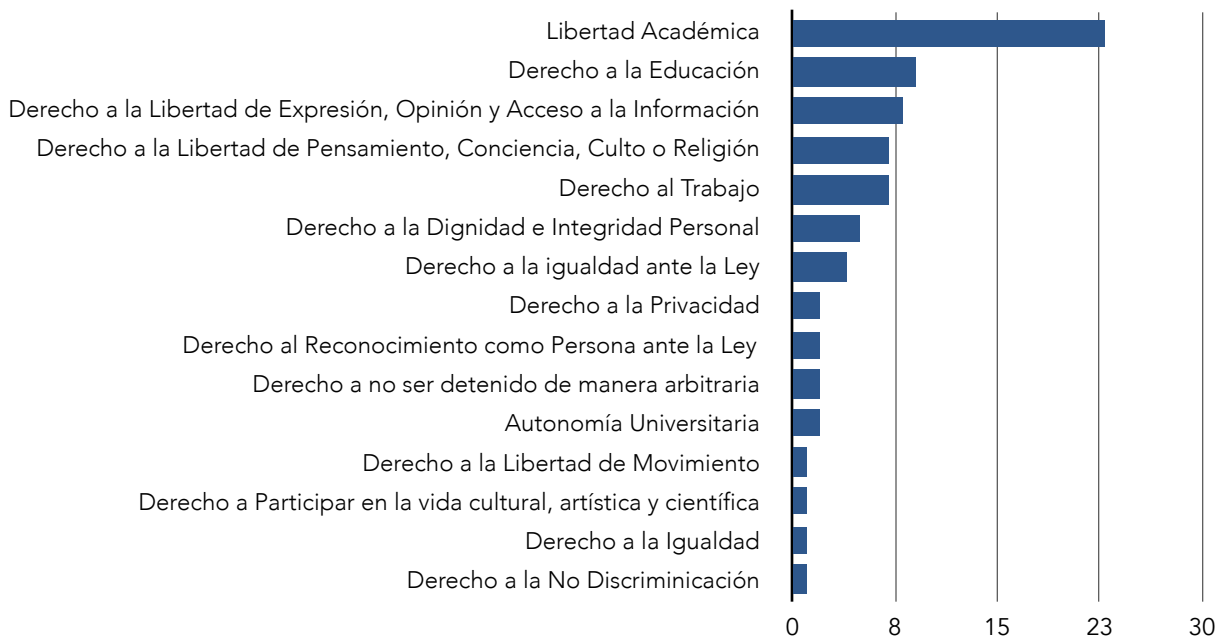 Libertad Académica
Derecho a la Educación
Derecho a la Libertad de Expresión, Opinión y Acceso a la Información
Derecho a la Libertad de Pensamiento, Conciencia, Culto o Religión
Derecho al Trabajo
Derecho a la Dignidad e Integridad Personal
Derecho a la igualdad ante la Ley
Derecho a la Privacidad
Derecho al Reconocimiento como Persona ante la Ley
Derecho a no ser detenido de manera arbitraria
Autonomía Universitaria
Derecho a la Libertad de Movimiento
Derecho a Participar en la vida cultural, artística y científica
Derecho a la Igualdad
Derecho a la No Discriminicación
0 8 15 23 30